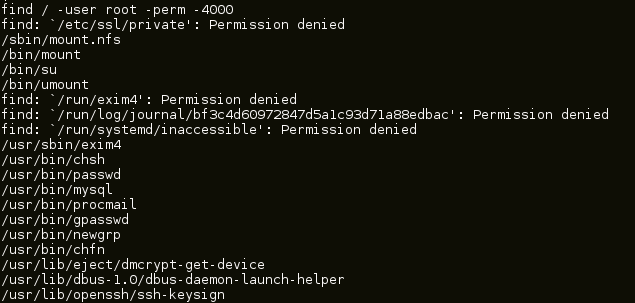 find / -user root -perm -4000
find: `/etc/ssl/private': Permission denied
/sbin/mount.nfs
/bin/mount
/bin/su
/bin/umount
find: `/run/exim4': Permission denied
find: `/run/log/journal/bf3c4d60972847d5a1c93d71a88edbac': Permission denied
find: `/run/systemd/inaccessible': Permission denied
/usr/sbin/exim4
/usr/bin/chsh
/usr/bin/passwd
/usr/bin/mysql
/usr/bin/procmail
/usr/bin/gpasswd
/usr/bin/newgrp
/usr/bin/chfn
/usr/lib/eject/dmcrypt-get-device
/usr/lib/dbus-1.0/dbus-daemon-launch-helper
/usr/lib/openssh/ssh-keysign